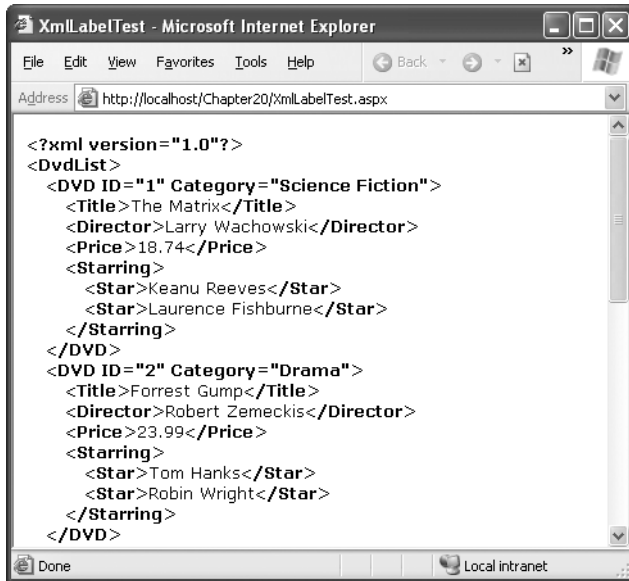 XmlLabelTest - Microsoft Internet Explorer
File Edit View Favorites Tools Help Back »
Address http://localhost/Chapter20/XmlLabelTest.aspx
<?xml version="1.0"?>
<DvdList>
<DVD ID="1" Category="Science Fiction">
<Title>The Matrix</Title>
<Director>Larry Wachowski</Director>
<Price>18.74</Price>
<Starring>
<Star>Keanu Reeves</Star>
<Star>Laurence Fishburne</Star>
</Starring>
</DVD>
<DVD ID="2" Category="Drama">
<Title>Forrest Gump</Title>
<Director>Robert Zemeckis</Director>
<Price>23.99</Price>
<Starring>
<Star>Tom Hanks</Star>
<Star>Robin Wright</Star>
</Starring>
</DVD>
Done Local intranet